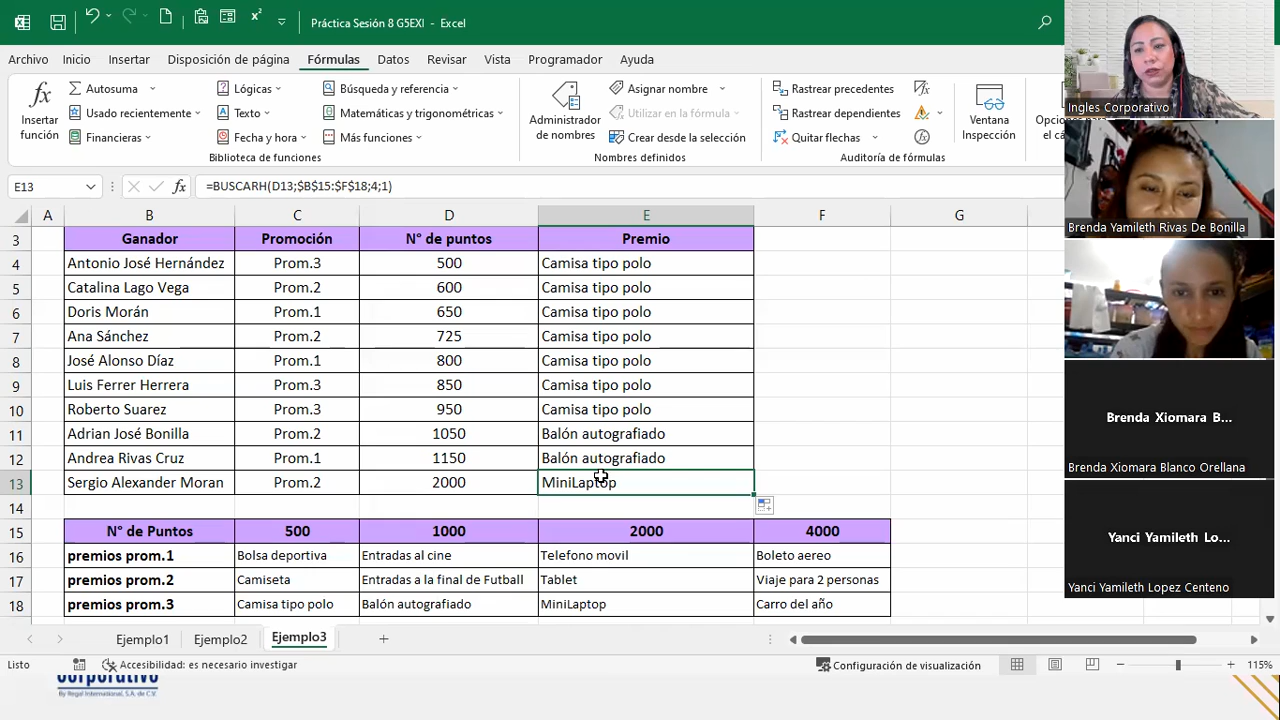 Práctica Sesión 8 G5EXI - Excel
Archivo Inicio Insertar Disposición de página Fórmulas Revisar Programador Ayuda
Insertar función
Autosuma
Usado recientemente
Financieras
Lógicas
Texto
Fecha y hora
Búsqueda y referencia
Matemáticas y trigonométricas
Más funciones
Biblioteca de funciones
Administrador de nombres
Asignar nombre
Utilizar en la fórmula
Crear desde la selección
Nombres definidos
Rastrear precedentes
Rastrear dependientes
Quitar flechas
Auditoría de fórmulas
Ventana Inspección
E13 =BUSCARH(D13;$B$15:$F$18;4;1)
A B C D E F G
3 Ganador Promoción N° de puntos Premio
4 Antonio José Hernández Prom.3 500 Camisa tipo polo
5 Catalina Lago Vega Prom.2 600 Camisa tipo polo
6 Doris Morán Prom.1 650 Camisa tipo polo
7 Ana Sánchez Prom.2 725 Camisa tipo polo
8 José Alonso Díaz Prom.1 800 Camisa tipo polo
9 Luis Ferrer Herrera Prom.3 850 Camisa tipo polo
10 Roberto Suarez Prom.3 950 Camisa tipo polo
11 Adrian José Bonilla Prom.2 1050 Balón autografiado
12 Andrea Rivas Cruz Prom.1 1150 Balón autografiado
13 Sergio Alexander Moran Prom.2 2000 MiniLaptop
14
15 N° de Puntos 500 1000 2000 4000
16 premios prom.1 Bolsa deportiva Entradas al cine Telefono movil Boleto aereo
17 premios prom.2 Camiseta Entradas a la final de Futball Tablet Viaje para 2 personas
18 premios prom.3 Camisa tipo polo Balón autografiado MiniLaptop Carro del año
Ejemplo1 Ejemplo2 Ejemplo3
Listo Accesibilidad: es necesario investigar Configuración de visualización 115%
By Regal International, S.A. de C.V.
Ingles Corporativo
Brenda Yamileth Rivas De Bonilla
Brenda Xiomara B...
Brenda Xiomara Blanco Orellana
Yanci Yamileth Lo...
Yanci Yamileth Lopez Centeno